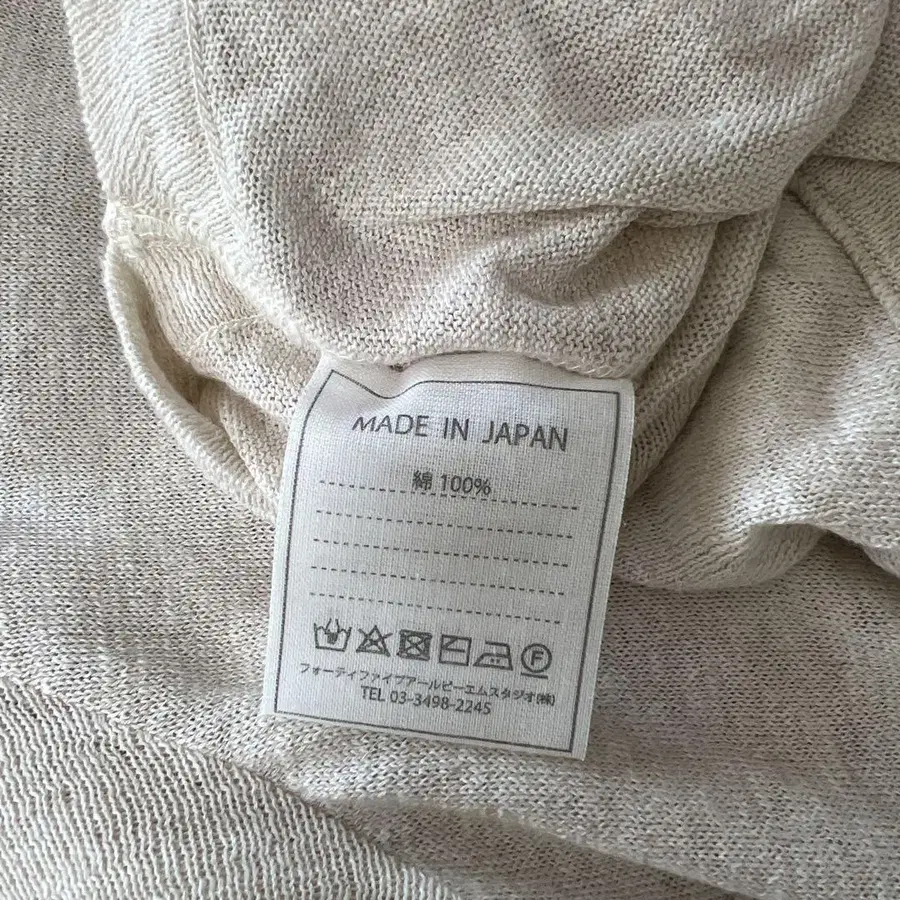 MADE IN JAPAN
綿 100%
F
フォーティファイブアールピーエムスタジオ(株)
TEL 03-3498-2245